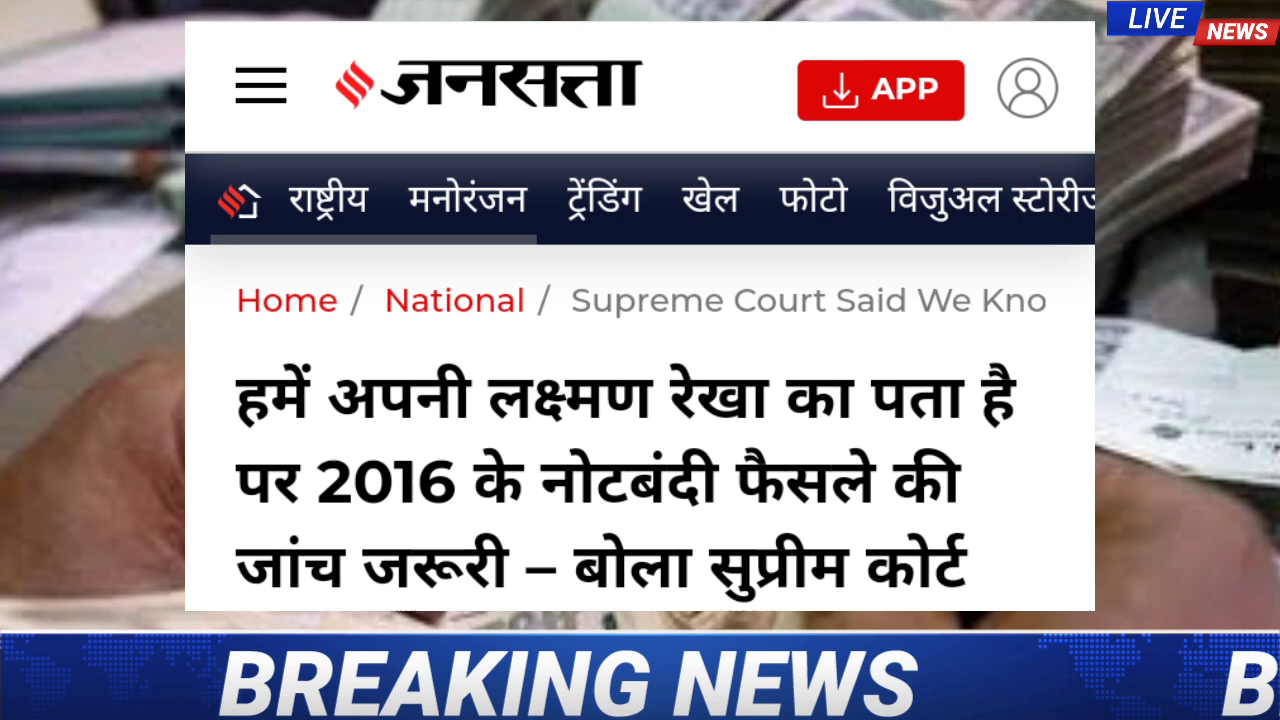 LIVE
NEWS
जनसत्ता
APP
राष्ट्रीय मनोरंजन ट्रेंडिंग खेल फोटो विजुअल स्टोरीज
Home / National / Supreme Court Said We Kno
हमें अपनी लक्ष्मण रेखा का पता है
पर 2016 के नोटबंदी फैसले की
जांच जरूरी – बोला सुप्रीम कोर्ट
BREAKING NEWS B